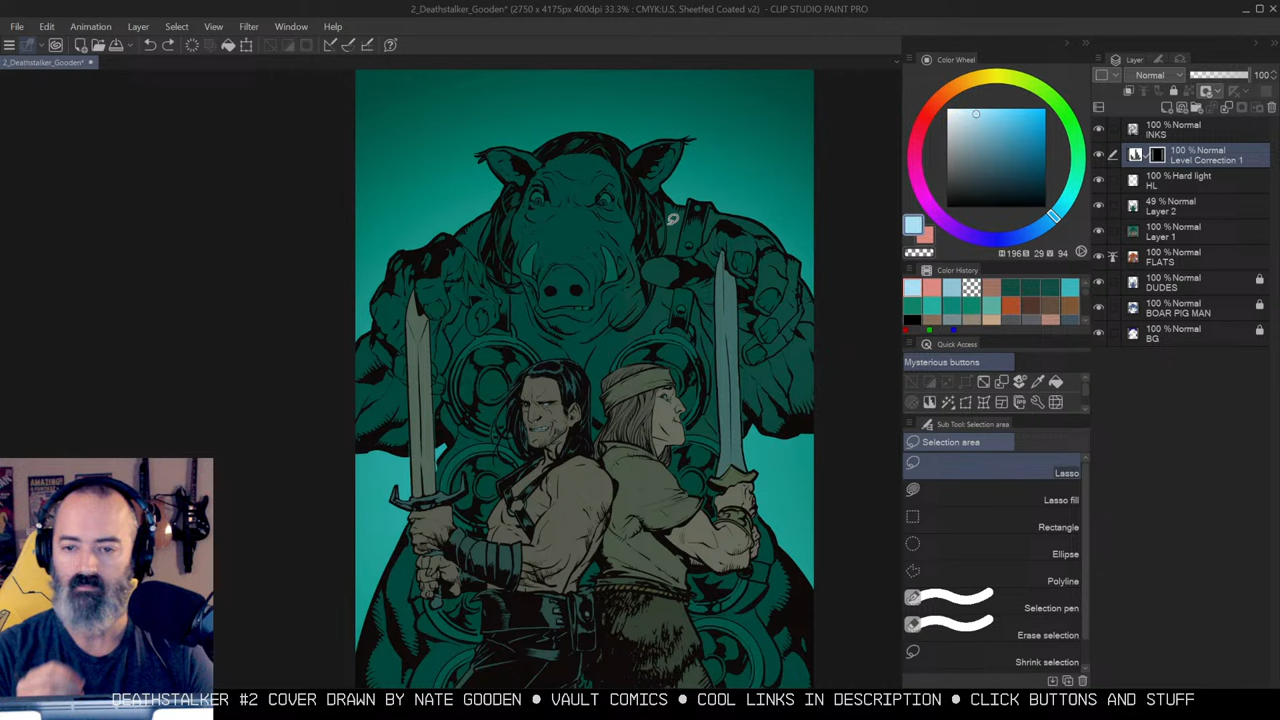 2_Deathstalker_Gooden* (2750 x 4175px 400dpi 33.3% : CMYK:U.S. Sheetfed Coated v2) - CLIP STUDIO PAINT PRO
File Edit Animation Layer Select View Filter Window Help
2_Deathstalker_Gooden*
Color Wheel
H 196 S 29 V 94
Color History
Quick Access
Mysterious buttons
Sub Tool: Selection area
Selection area
Lasso
Lasso fill
Rectangle
Ellipse
Polyline
Selection pen
Erase selection
Shrink selection
Layer
Normal 100
100 % Normal
INKS
100 % Normal
Level Correction 1
100 % Hard light
HL
49 % Normal
Layer 2
100 % Normal
Layer 1
100 % Normal
FLATS
100 % Normal
DUDES
100 % Normal
BOAR PIG MAN
100 % Normal
BG
DEATHSTALKER #2 COVER DRAWN BY NATE GOODEN ● VAULT COMICS ● COOL LINKS IN DESCRIPTION ● CLICK BUTTONS AND STUFF